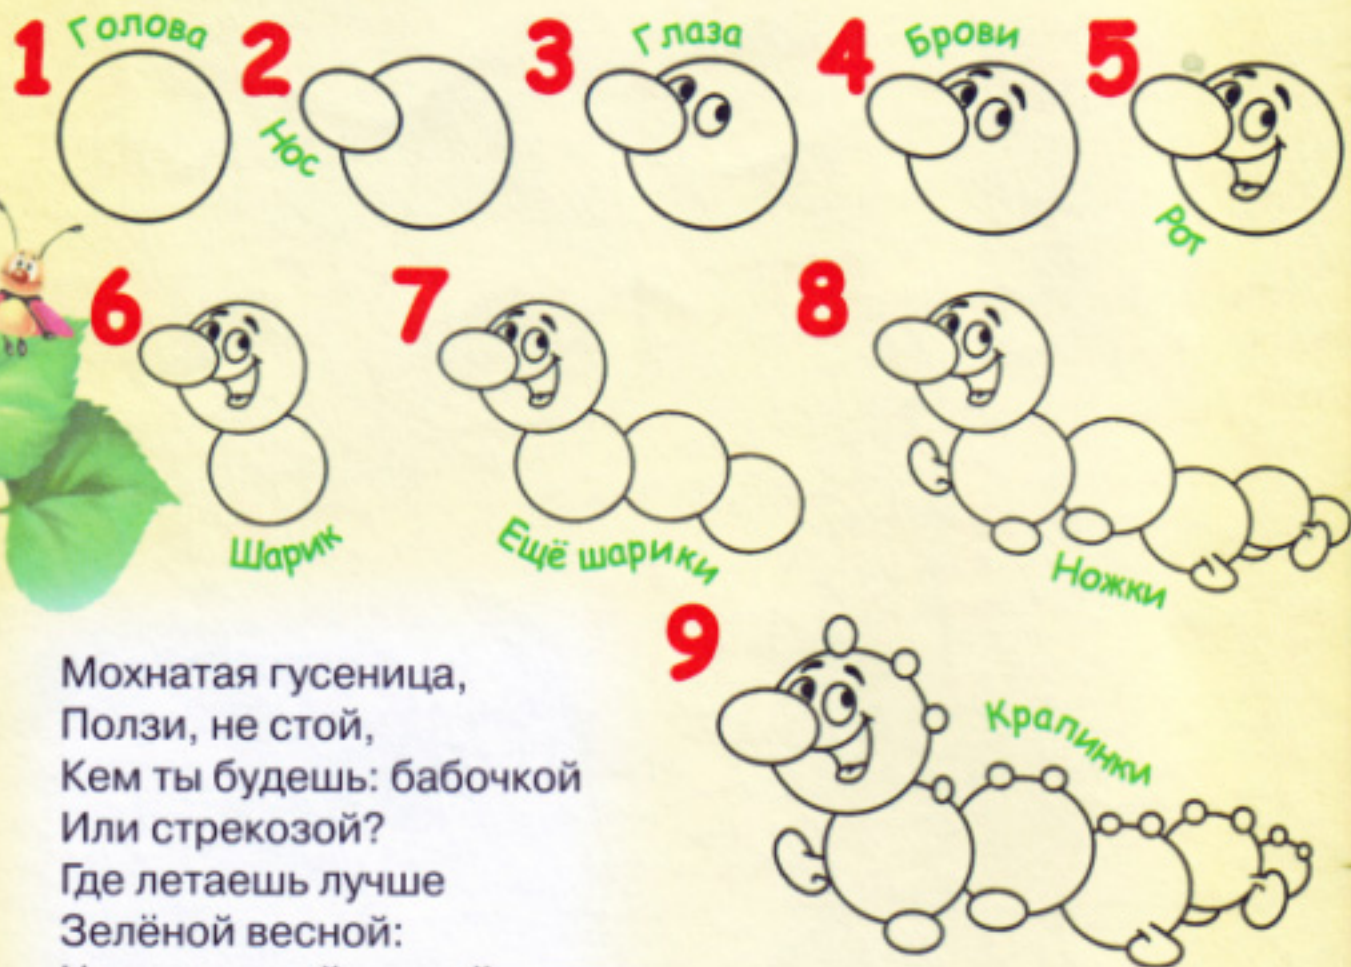 1 Голова
2 Нос
3 Глаза
4 Брови
5 Рот
6 Шарик
7 Ещё шарики
8 Ножки
9 Крапинки
Мохнатая гусеница,
Ползи, не стой,
Кем ты будешь: бабочкой
Или стрекозой?
Где летаешь лучше
Зелёной весной: